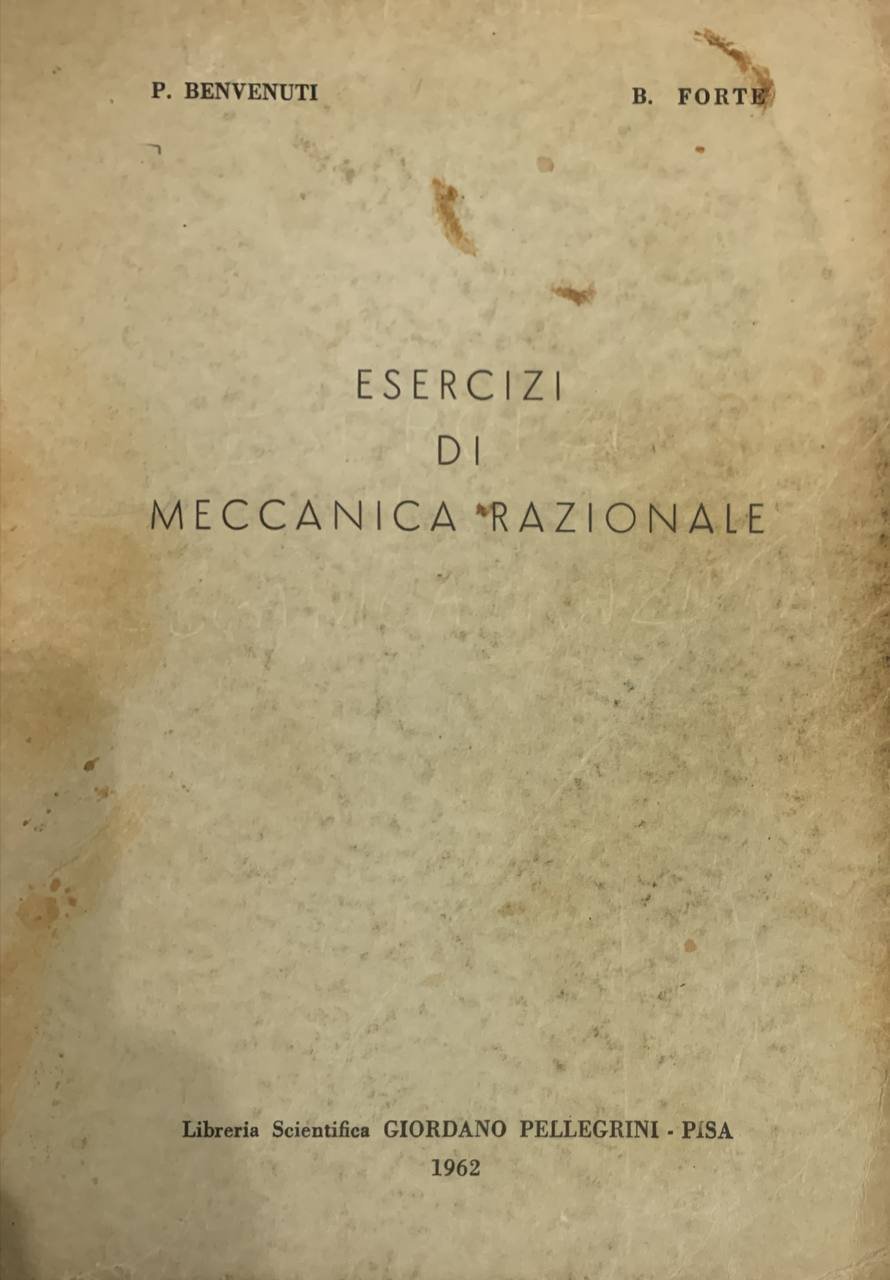 P. BENVENUTI
B. FORTE
ESERCIZI
DI
MECCANICA RAZIONALE
Libreria Scientifica GIORDANO PELLEGRINI - PISA
1962